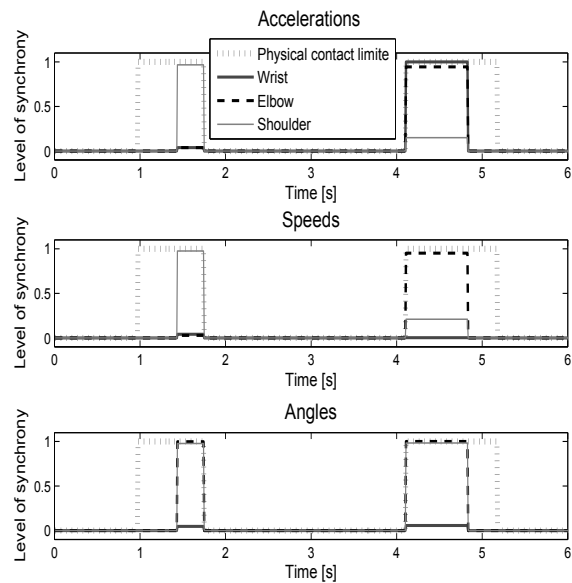 Accelerations
Level of synchrony
1
0.5
0
Physical contact limite
Wrist
Elbow
Shoulder
0 1 2 3 4 5 6
Time [s]
Speeds
Level of synchrony
1
0.5
0
0 1 2 3 4 5 6
Time [s]
Angles
Level of synchrony
1
0.5
0
0 1 2 3 4 5 6
Time [s]